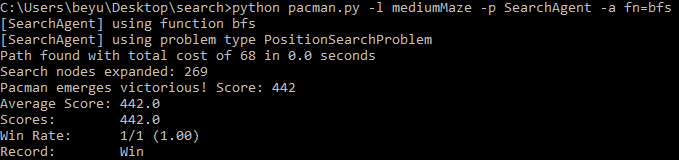 C:\Users\beyu\Desktop\search>python pacman.py -l mediumMaze -p SearchAgent -a fn=bfs
[SearchAgent] using function bfs
[SearchAgent] using problem type PositionSearchProblem
Path found with total cost of 68 in 0.0 seconds
Search nodes expanded: 269
Pacman emerges victorious! Score: 442
Average Score: 442.0
Scores:        442.0
Win Rate:      1/1 (1.00)
Record:        Win